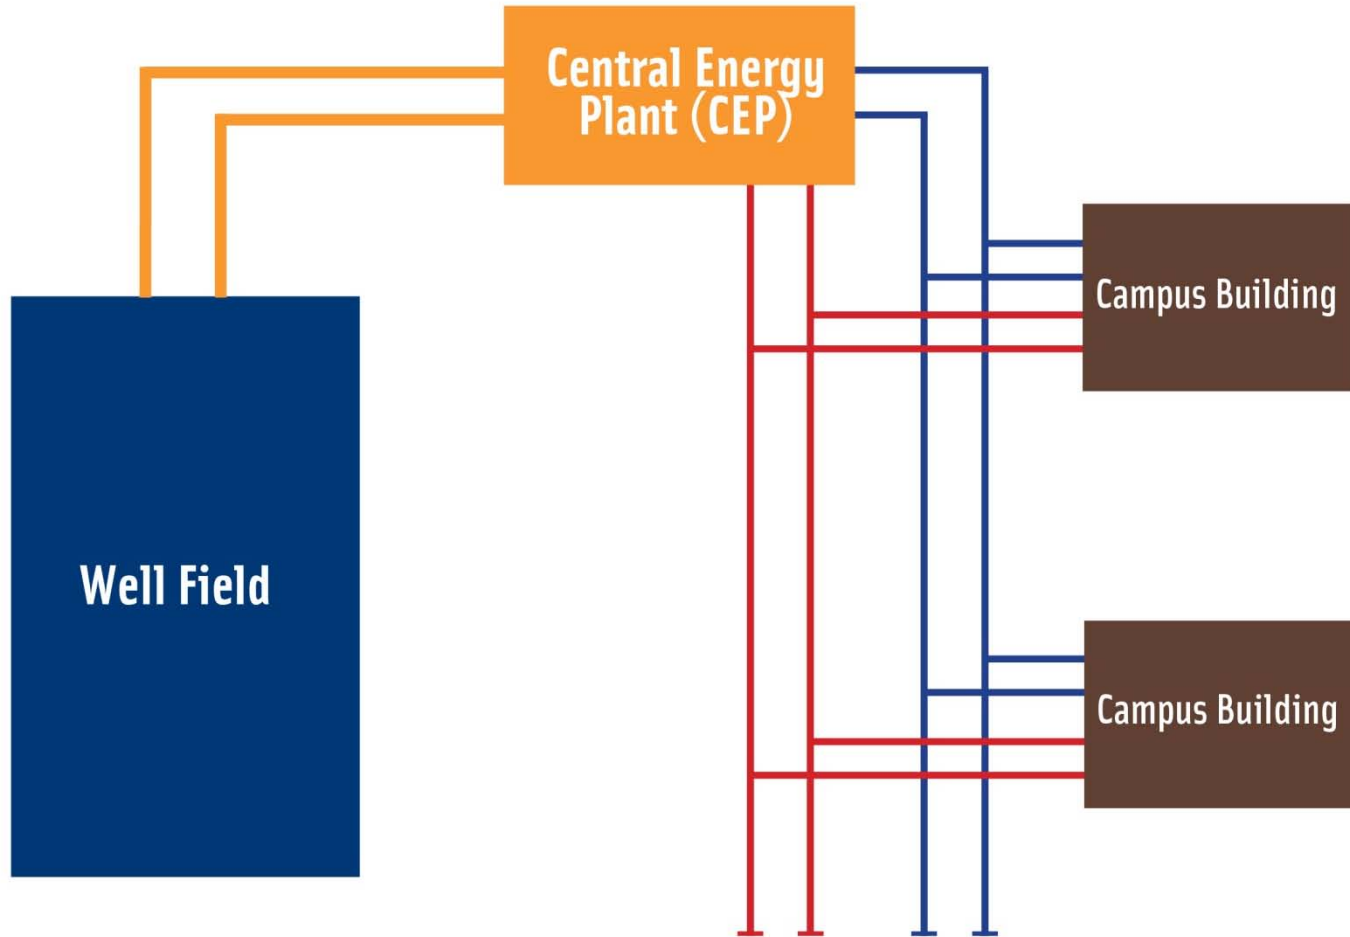 Central Energy
Plant (CEP)
Campus Building
Well Field
Campus Building